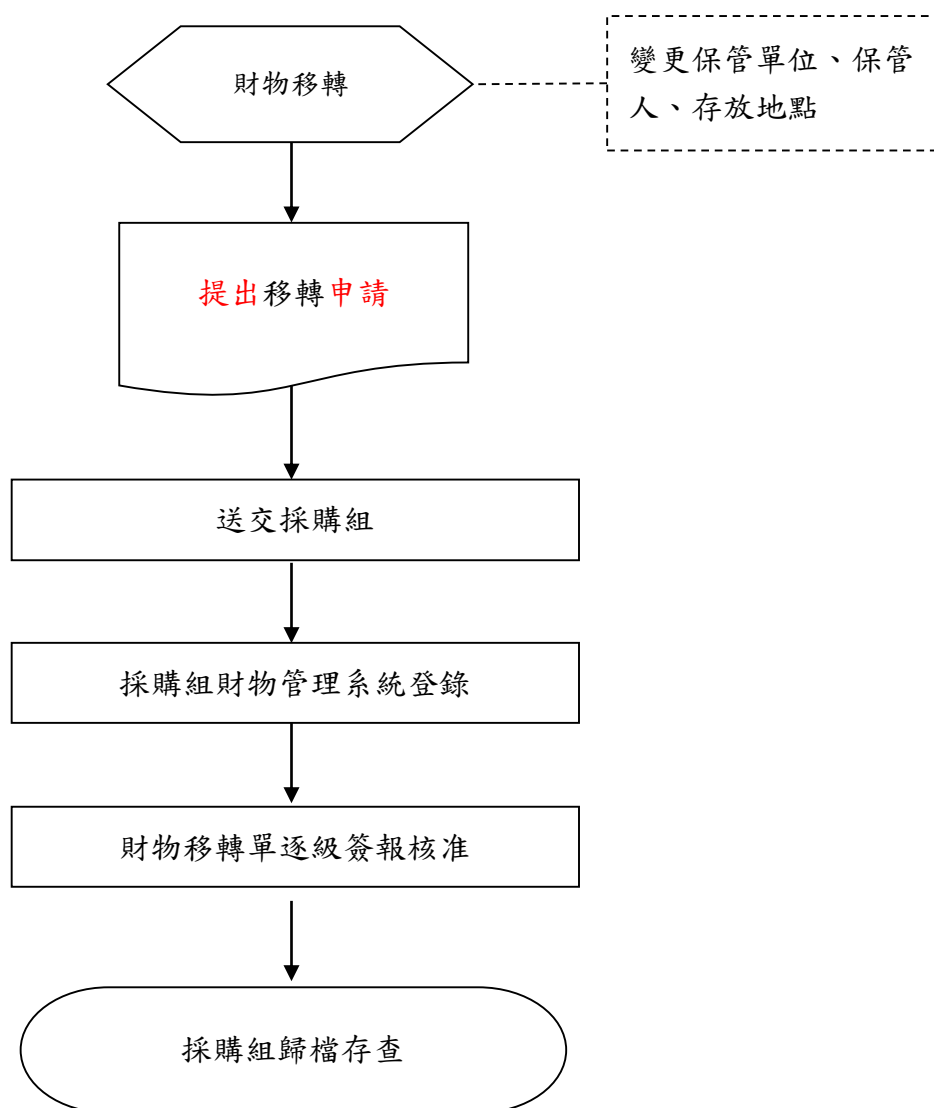 財物移轉
變更保管單位、保管
人、存放地點
提出移轉申請
送交採購組
採購組財物管理系統登錄
財物移轉單逐級簽報核准
採購組歸檔存查